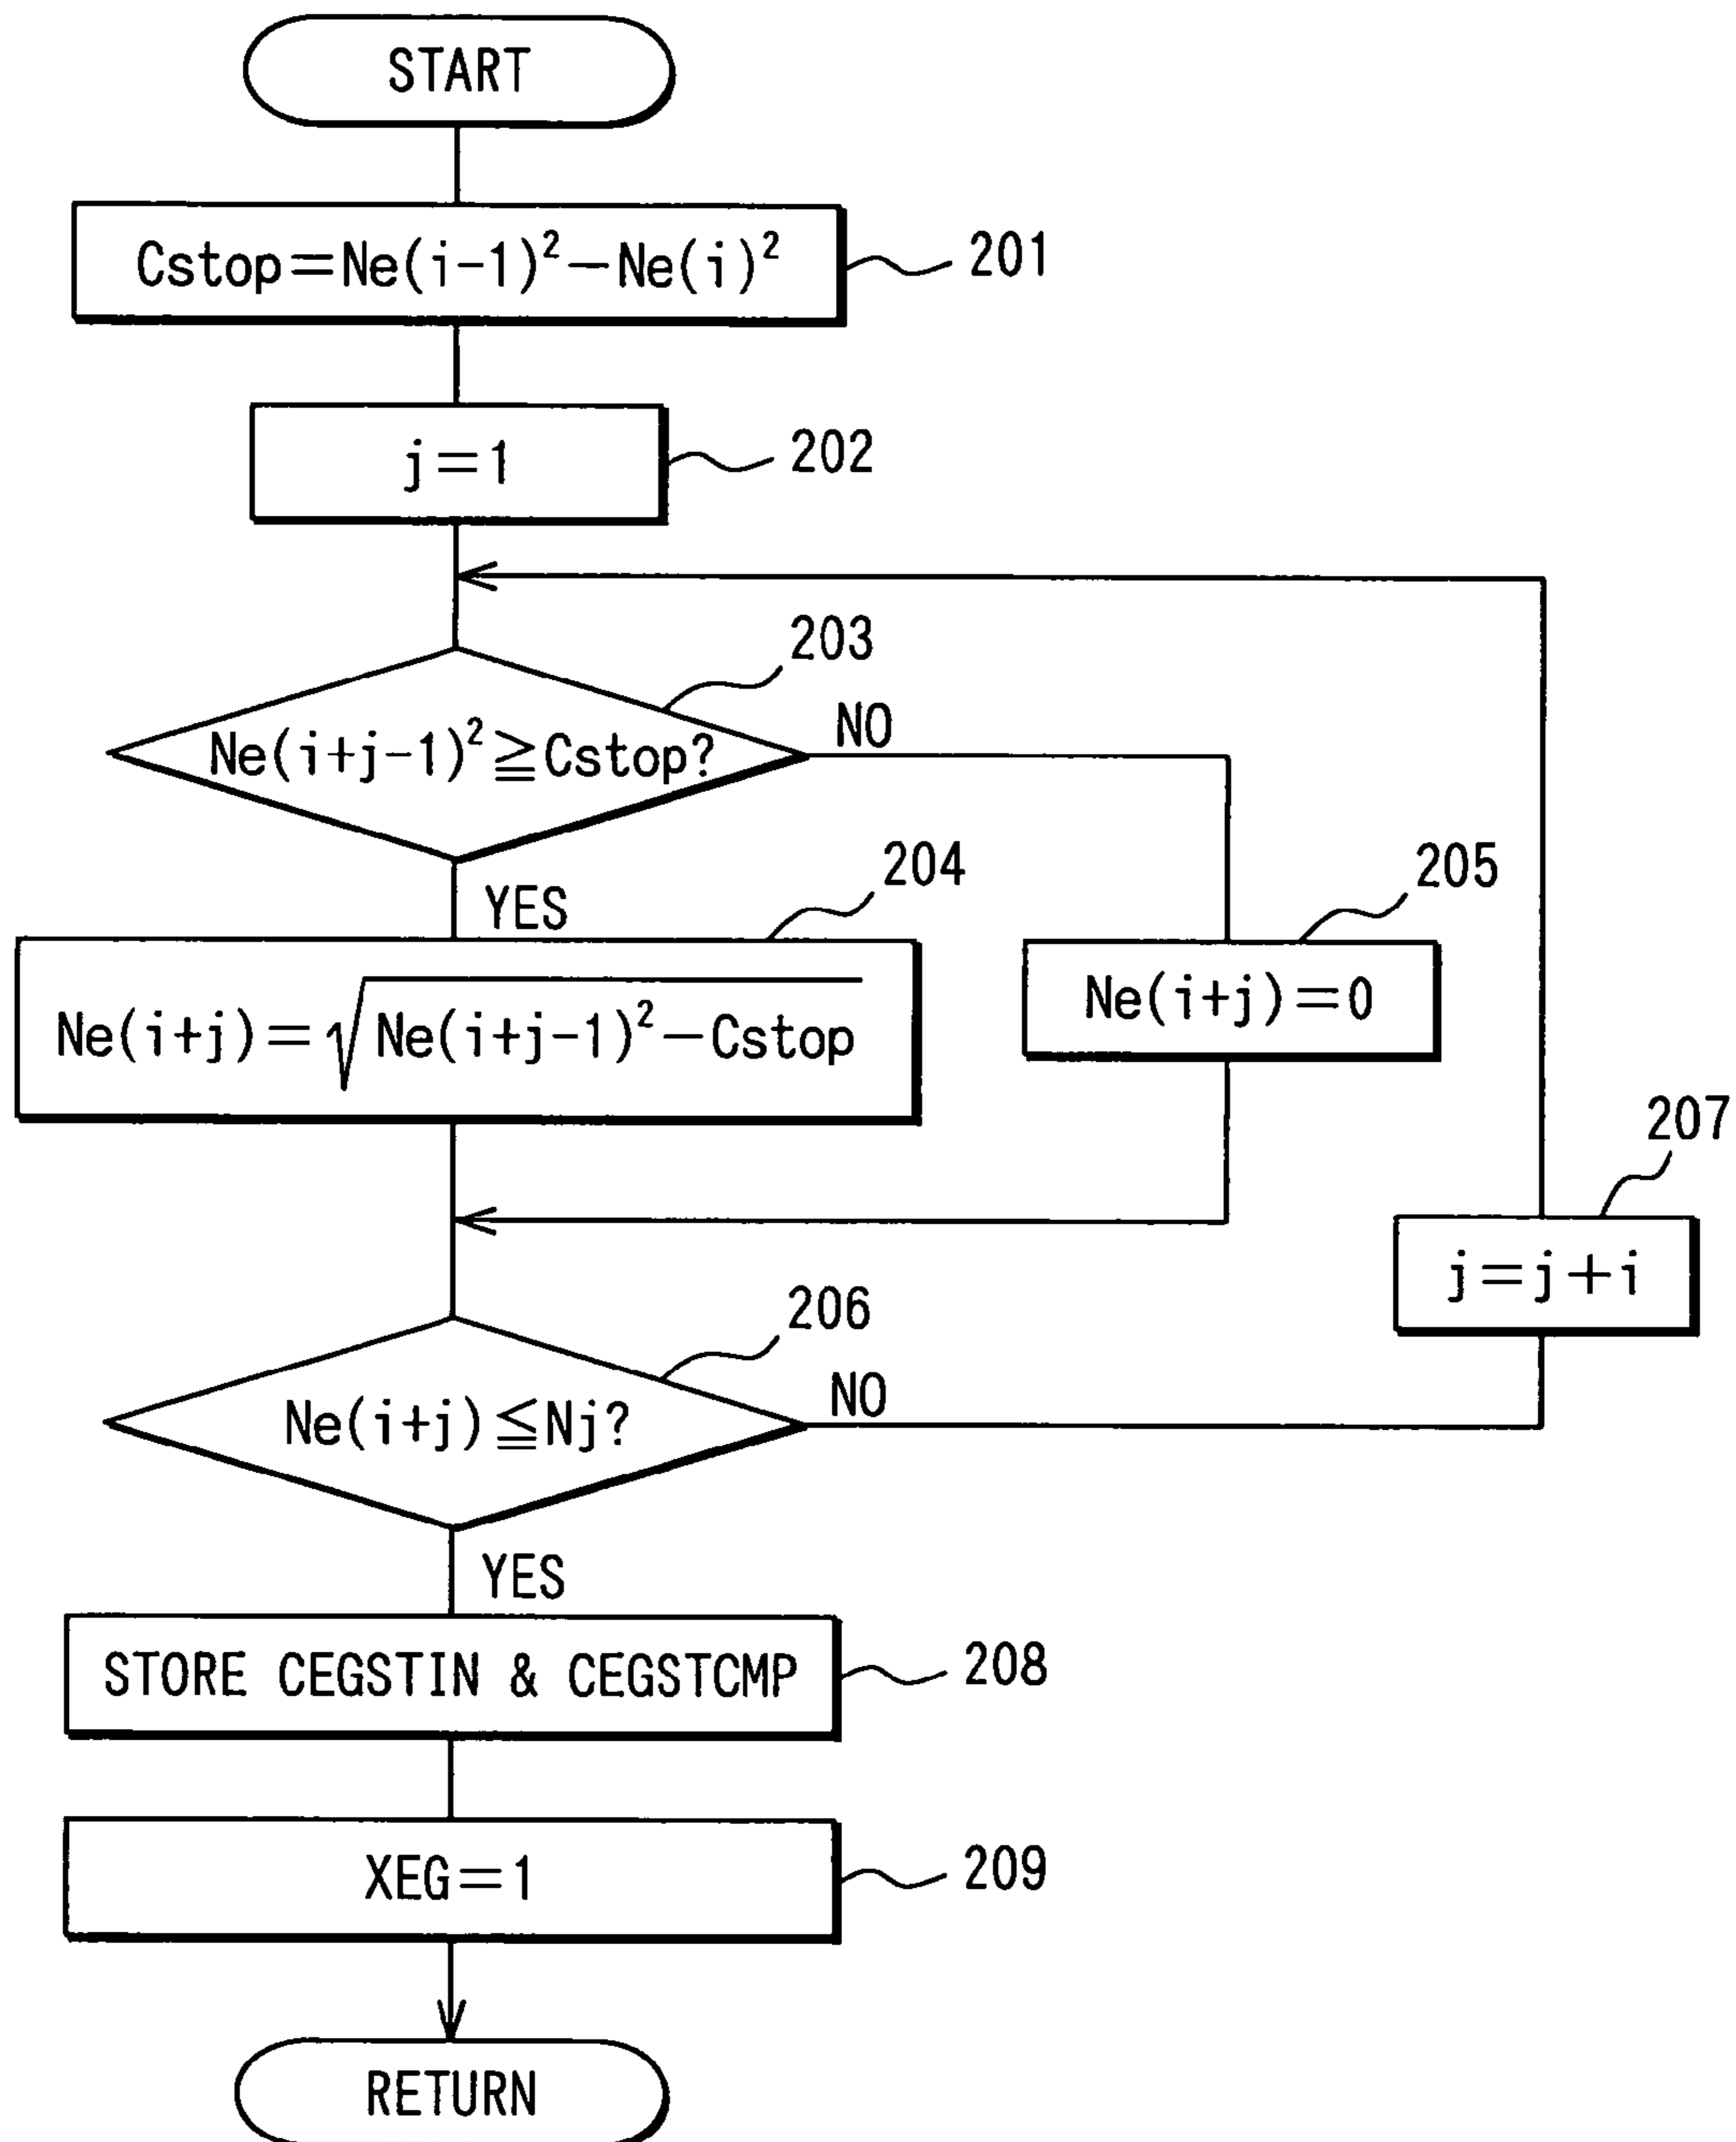 START
Cstop=Ne(i-1)²-Ne(i)²
201
j=1
202
203
Ne(i+j-1)²≧Cstop?
NO
YES
204
Ne(i+j)=√Ne(i+j-1)²-Cstop
205
Ne(i+j)=0
207
j=j+i
206
Ne(i+j)≦Nj?
NO
YES
STORE CEGSTIN & CEGSTCMP
208
XEG=1
209
RETURN